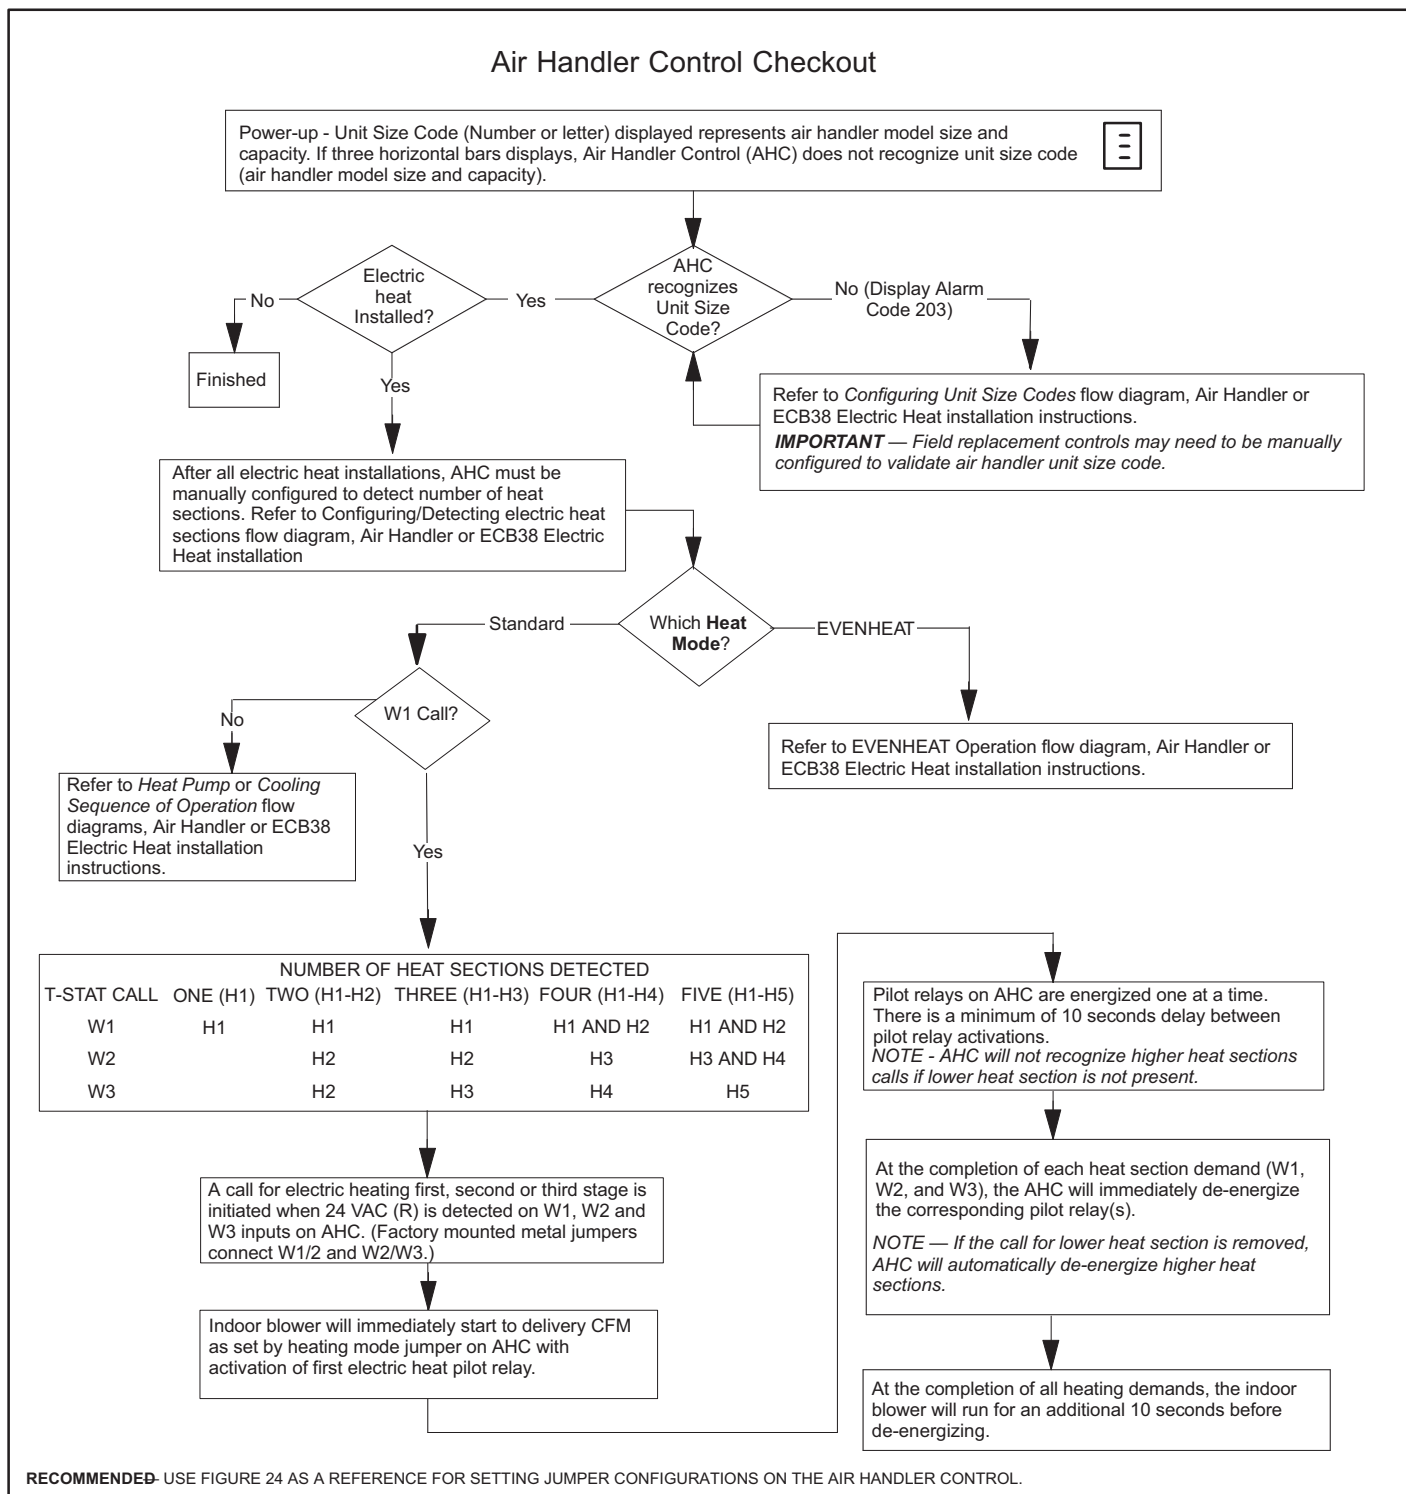 Air Handler Control Checkout
Power-up - Unit Size Code (Number or letter) displayed represents air handler model size and
capacity. If three horizontal bars displays, Air Handler Control (AHC) does not recognize unit size code
(air handler model size and capacity).
AHC
recognizes
Unit Size
Code?
Yes
No (Display Alarm
Code 203)
Electric
heat
Installed?
No
Finished
Yes
Refer to Configuring Unit Size Codes flow diagram, Air Handler or
ECB38 Electric Heat installation instructions.
IMPORTANT — Field replacement controls may need to be manually
configured to validate air handler unit size code.
After all electric heat installations, AHC must be
manually configured to detect number of heat
sections. Refer to Configuring/Detecting electric heat
sections flow diagram, Air Handler or ECB38 Electric
Heat installation
Which Heat
Mode?
Standard
EVENHEAT
W1 Call?
No
Refer to EVENHEAT Operation flow diagram, Air Handler or
ECB38 Electric Heat installation instructions.
Refer to Heat Pump or Cooling
Sequence of Operation flow
diagrams, Air Handler or ECB38
Electric Heat installation
instructions.
Yes
NUMBER OF HEAT SECTIONS DETECTED
T-STAT CALL ONE (H1) TWO (H1-H2) THREE (H1-H3) FOUR (H1-H4) FIVE (H1-H5)
W1 H1 H1 H1 H1 AND H2 H1 AND H2
W2 H2 H2 H3 H3 AND H4
W3 H2 H3 H4 H5
A call for electric heating first, second or third stage is
initiated when 24 VAC (R) is detected on W1, W2 and
W3 inputs on AHC. (Factory mounted metal jumpers
connect W1/2 and W2/W3.)
Indoor blower will immediately start to delivery CFM
as set by heating mode jumper on AHC with
activation of first electric heat pilot relay.
Pilot relays on AHC are energized one at a time.
There is a minimum of 10 seconds delay between
pilot relay activations.
NOTE - AHC will not recognize higher heat sections
calls if lower heat section is not present.
At the completion of each heat section demand (W1,
W2, and W3), the AHC will immediately de-energize
the corresponding pilot relay(s).
NOTE — If the call for lower heat section is removed,
AHC will automatically de-energize higher heat
sections.
At the completion of all heating demands, the indoor
blower will run for an additional 10 seconds before
de-energizing.
RECOMMENDED — USE FIGURE 24 AS A REFERENCE FOR SETTING JUMPER CONFIGURATIONS ON THE AIR HANDLER CONTROL.